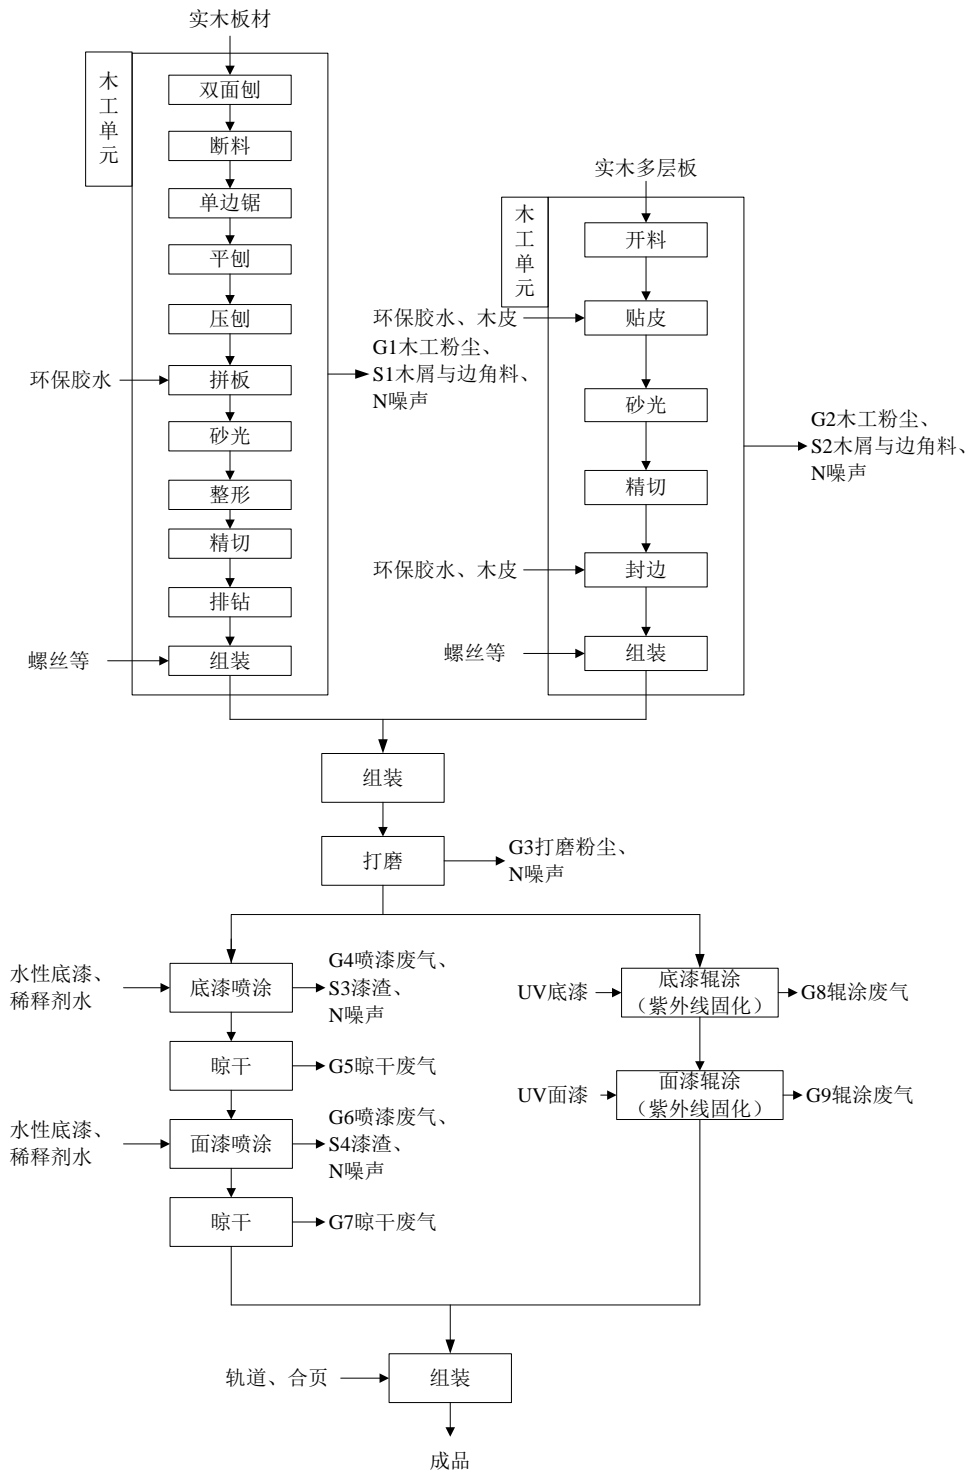 实木板材
木工单元
双面刨
断料
单边锯
平刨
压刨
环保胶水
拼板
砂光
整形
精切
排钻
螺丝等
组装
G1木工粉尘、
S1木屑与边角料、
N噪声
实木多层板
木工单元
开料
环保胶水、木皮
贴皮
砂光
精切
环保胶水、木皮
封边
螺丝等
组装
G2木工粉尘、
S2木屑与边角料、
N噪声
组装
打磨
G3打磨粉尘、
N噪声
水性底漆、
稀释剂水
底漆喷涂
G4喷漆废气、
S3漆渣、
N噪声
晾干
G5晾干废气
水性底漆、
稀释剂水
面漆喷涂
G6喷漆废气、
S4漆渣、
N噪声
晾干
G7晾干废气
UV底漆
底漆辊涂
（紫外线固化）
G8辊涂废气
UV面漆
面漆辊涂
（紫外线固化）
G9辊涂废气
轨道、合页
组装
成品